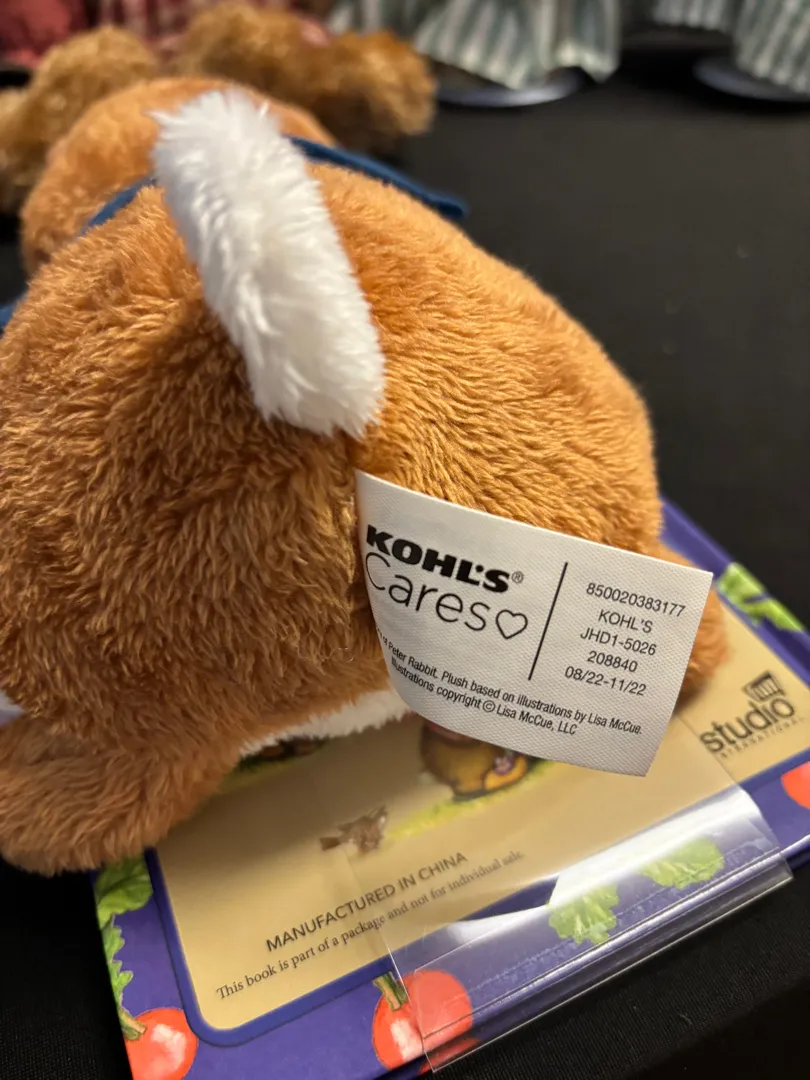 KOHL'S®
Cares♡
of Peter Rabbit. Plush based on illustrations by Lisa McCue.
Illustrations copyright © Lisa McCue, LLC
850020383177
KOHL'S
JHD1-5026
208840
08/22-11/22
studio
MANUFACTURED IN CHINA
This book is part of a package and not for individual sale.